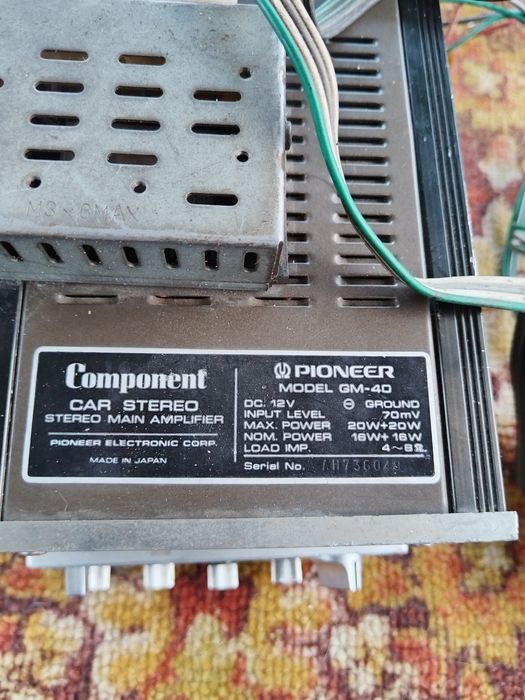 M3×6MAX
Component
CAR STEREO
STEREO MAIN AMPLIFIER
PIONEER ELECTRONIC CORP.
MADE IN JAPAN
PIONEER
MODEL GM-40
DC. 12V ⊖ GROUND
INPUT LEVEL 70mV
MAX. POWER 20W+20W
NOM. POWER 16W+16W
LOAD IMP. 4~8Ω
Serial No.